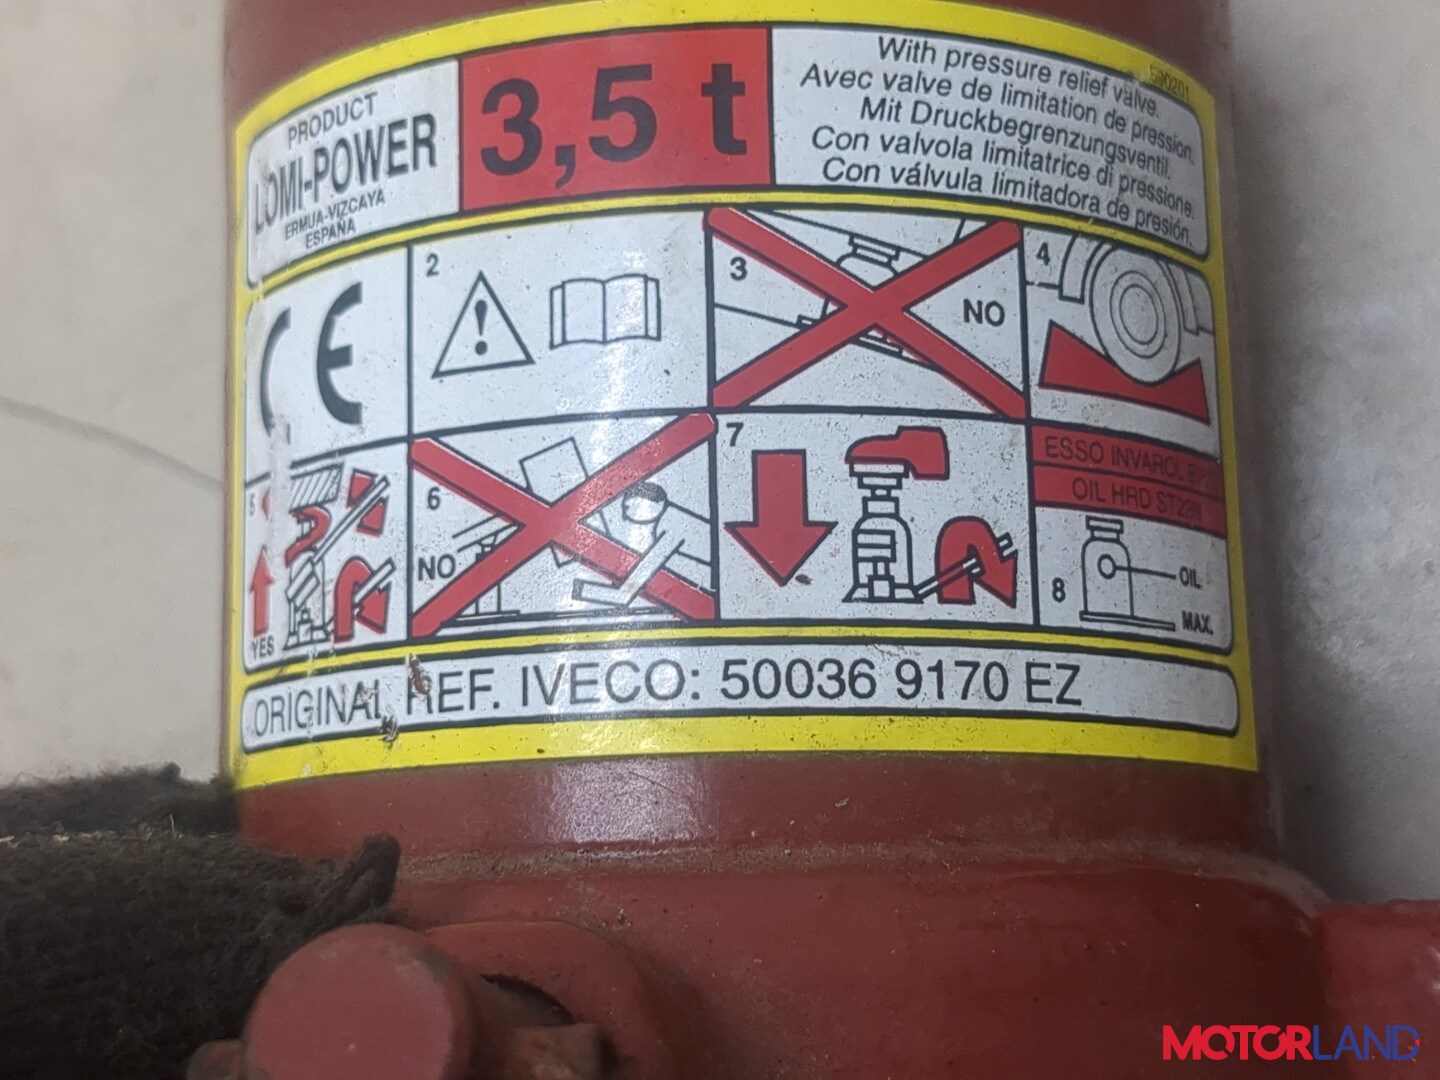 PRODUCT
LOMI-POWER
ERMUA-VIZCAYA
ESPAÑA
3,5 t
With pressure relief valve.
Avec valve de limitation de pression.
Mit Druckbegrenzungsventil.
Con valvola limitatrice di pressione.
Con válvula limitadora de presión.
CE
2
!
3
NO
4
5
YES
6
NO
7
ESSO INVAROL
OIL HRD
8
OIL
MAX.
ORIGINAL REF. IVECO: 50036 9170 EZ
MOTORLAND